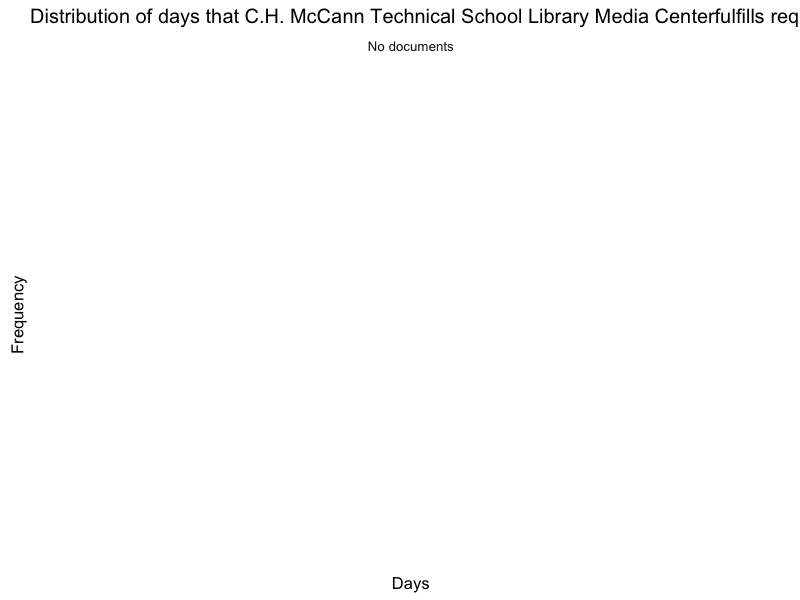 Distribution of days that C.H. McCann Technical School Library Media Centerfulfills req
No documents
Frequency
Days